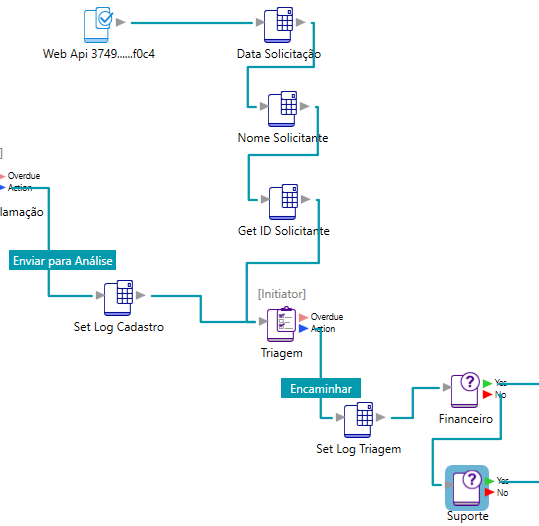 Web Api 3749......f0c4
Data Solicitação
Nome Solicitante
]
Overdue
Action
lamação
Get ID Solicitante
Enviar para Análise
[Initiator]
Set Log Cadastro
Overdue
Action
Triagem
Encaminhar
Yes
No
Financeiro
Set Log Triagem
Yes
No
Suporte